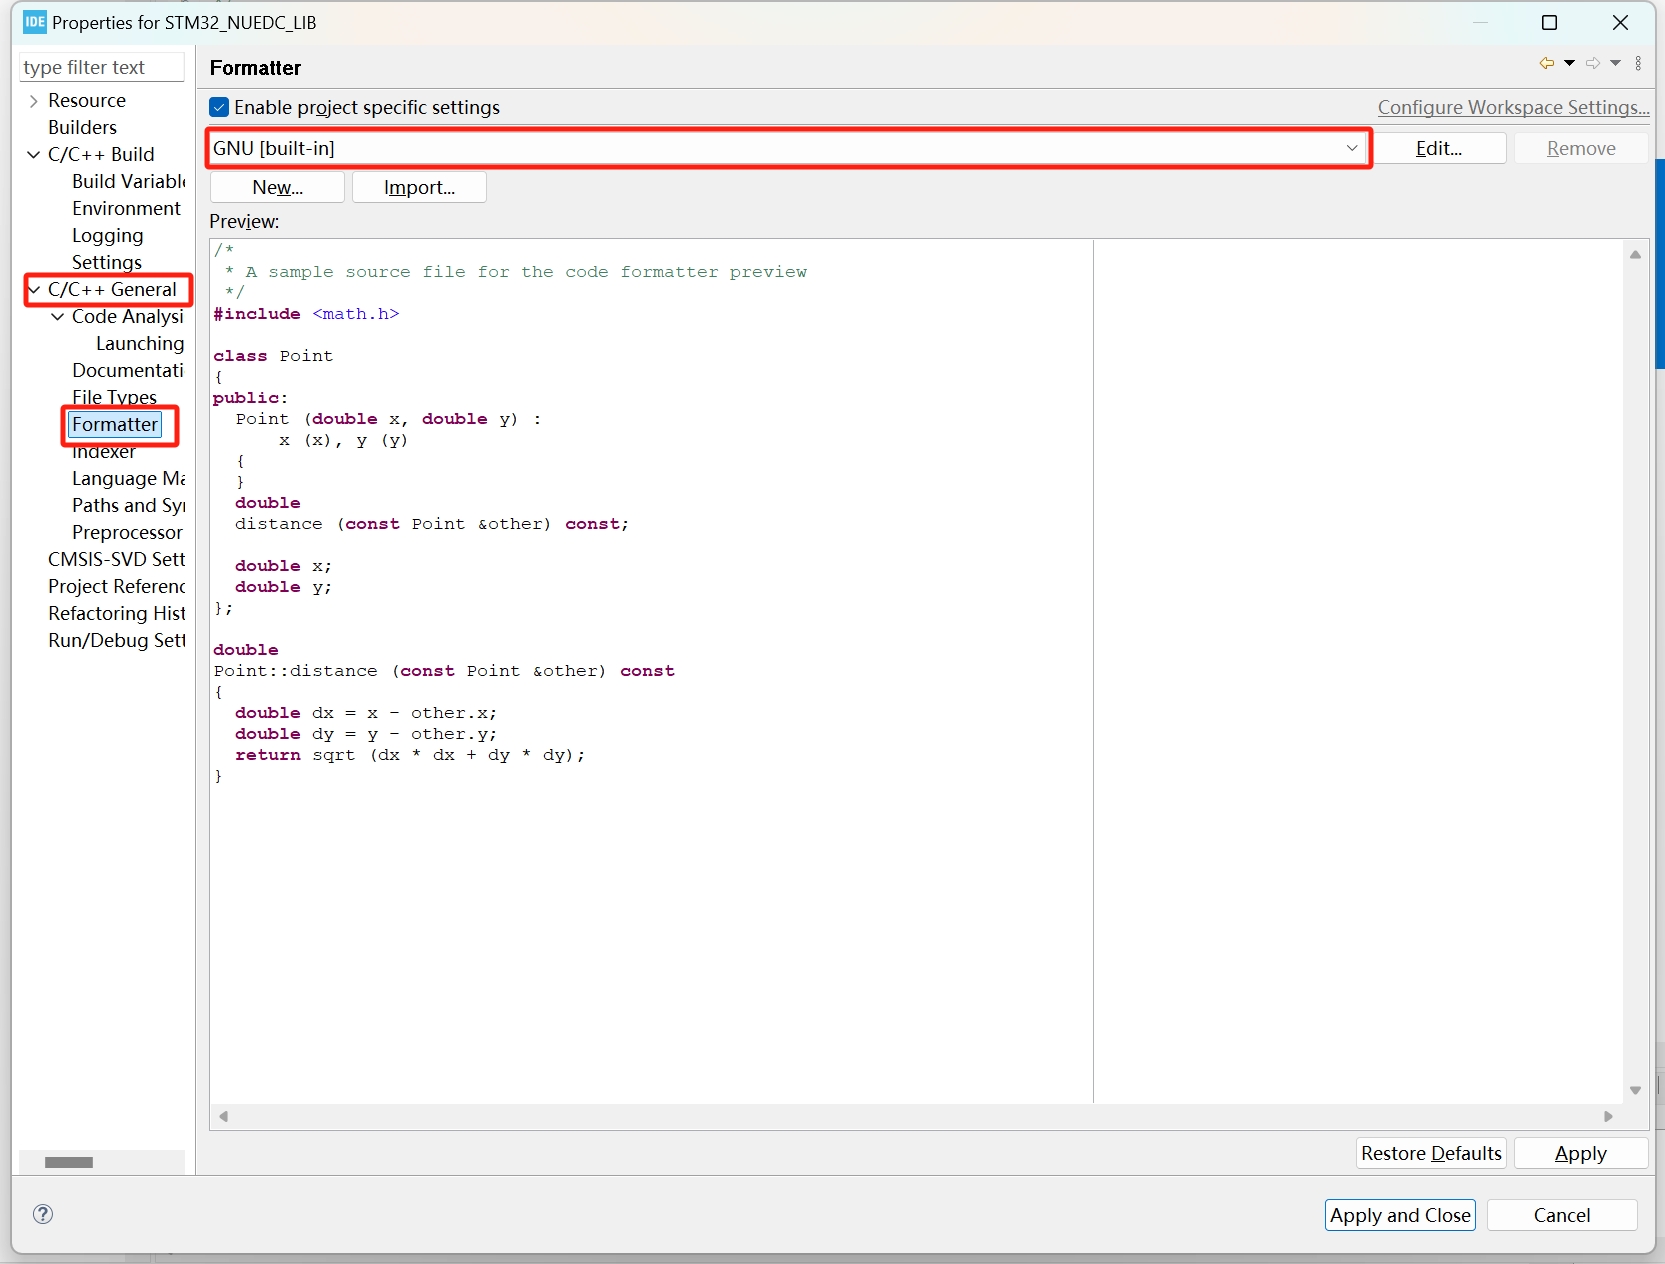 IDE Properties for STM32_NUEDC_LIB
type filter text
Resource
Builders
C/C++ Build
Build Variable
Environment
Logging
Settings
C/C++ General
Code Analysi
Launching
Documentati
File Types
Formatter
Indexer
Language Ma
Paths and Syn
Preprocessor
CMSIS-SVD Sett
Project Referenc
Refactoring Hist
Run/Debug Sett
Formatter
Enable project specific settings
Configure Workspace Settings...
GNU [built-in]
Edit...
Remove
New...
Import...
Preview:
/*
 * A sample source file for the code formatter preview
 */
#include <math.h>
class Point
{
public:
  Point (double x, double y) :
      x (x), y (y)
  {
  }
  double
  distance (const Point &other) const;
  double x;
  double y;
};
double
Point::distance (const Point &other) const
{
  double dx = x - other.x;
  double dy = y - other.y;
  return sqrt (dx * dx + dy * dy);
}
Restore Defaults
Apply
?
Apply and Close
Cancel